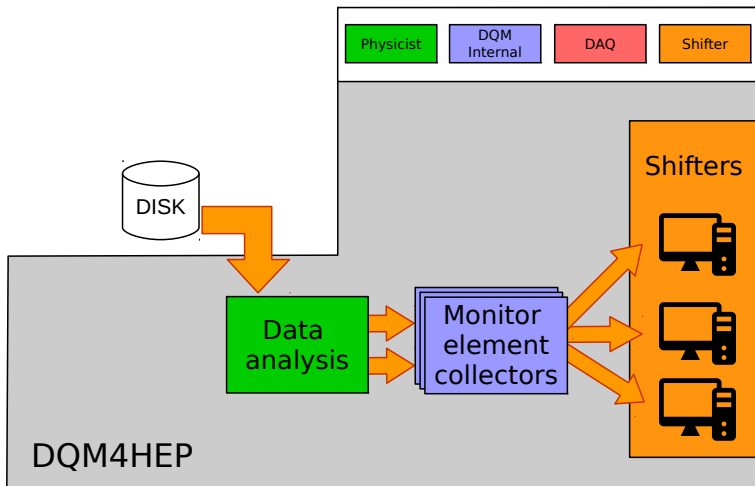 Physicist
DQM
Internal
DAQ
Shifter
Shifters
DISK
Data
analysis
Monitor
element
collectors
DQM4HEP